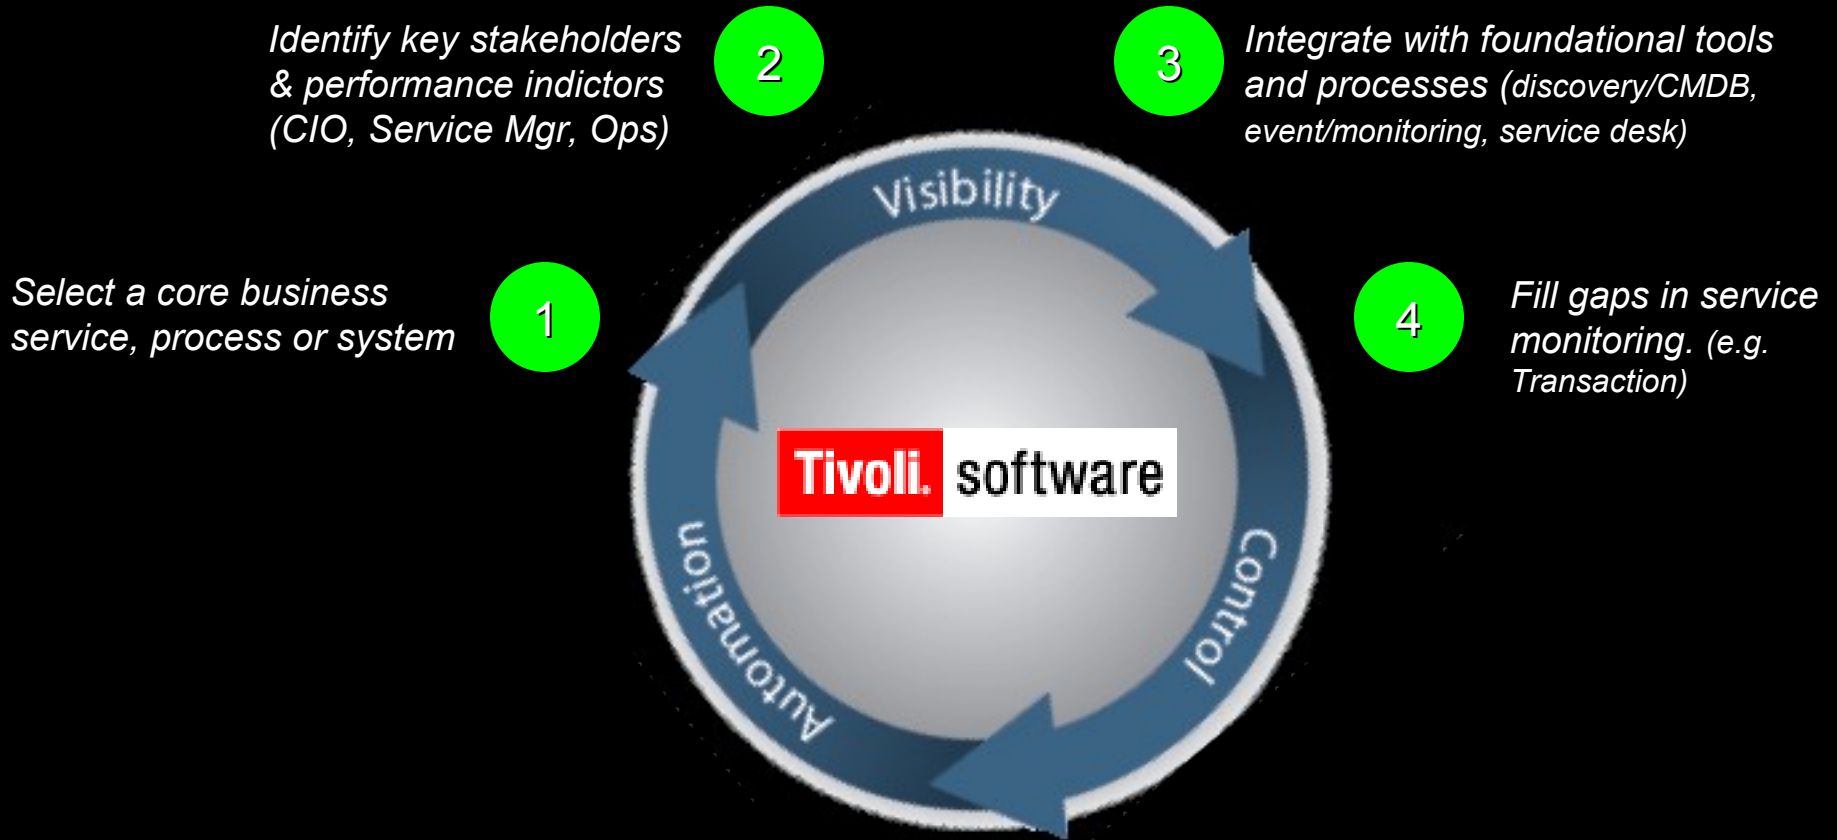 Identify key stakeholders
& performance indictors
(CIO, Service Mgr, Ops)
2
3
Integrate with foundational tools
and processes (discovery/CMDB,
event/monitoring, service desk)
Visibility
Select a core business
service, process or system
1
4
Fill gaps in service
monitoring. (e.g.
Transaction)
Tivoli. software
Automation
Control